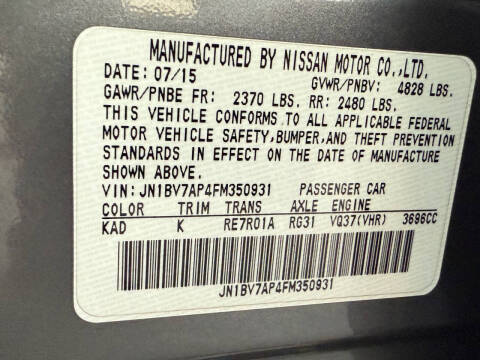 MANUFACTURED BY NISSAN MOTOR CO.,LTD.
DATE: 07/15 GVWR/PNBV: 4828 LBS.
GAWR/PNBE FR: 2370 LBS. RR: 2480 LBS.
THIS VEHICLE CONFORMS TO ALL APPLICABLE FEDERAL
MOTOR VEHICLE SAFETY,BUMPER,AND THEFT PREVENTION
STANDARDS IN EFFECT ON THE DATE OF MANUFACTURE
SHOWN ABOVE.
VIN: JN1BV7AP4FM350931 PASSENGER CAR
COLOR TRIM TRANS AXLE ENGINE
KAD K RE7R01A RG31 VQ37(VHR) 3696CC
JN1BV7AP4FM350931